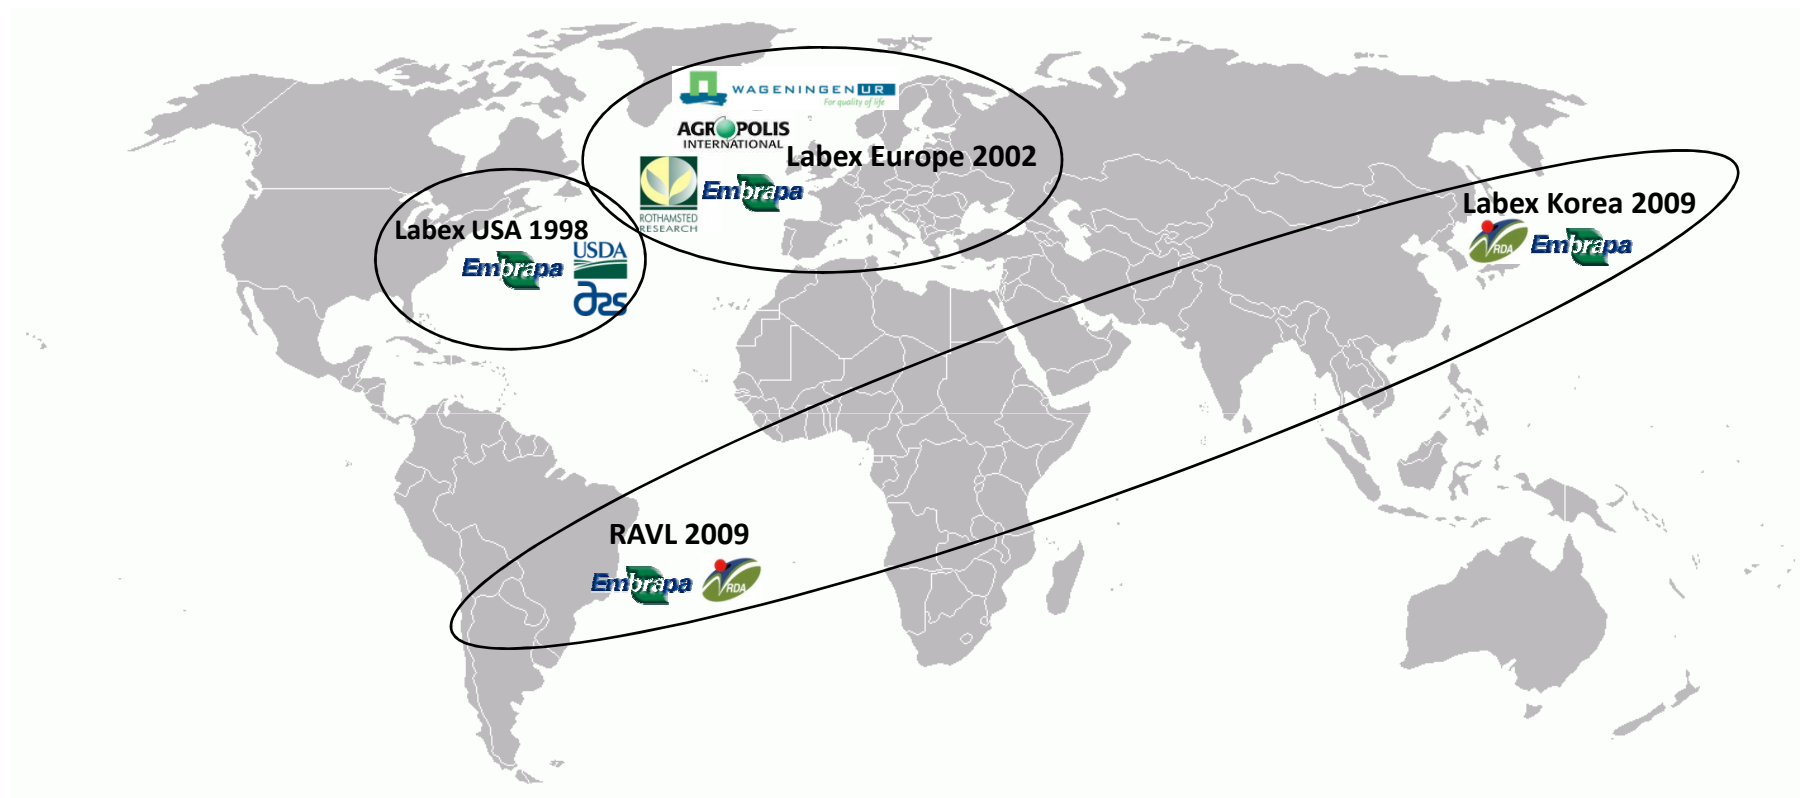 WAGENINGEN UR
For quality of life
AGROPOLIS
INTERNATIONAL
Labex Europe 2002
Embrapa
ROTHAMSTED
RESEARCH
Labex USA 1998
Embrapa
USDA
ars
Labex Korea 2009
RDA
Embrapa
RAVL 2009
Embrapa
RDA